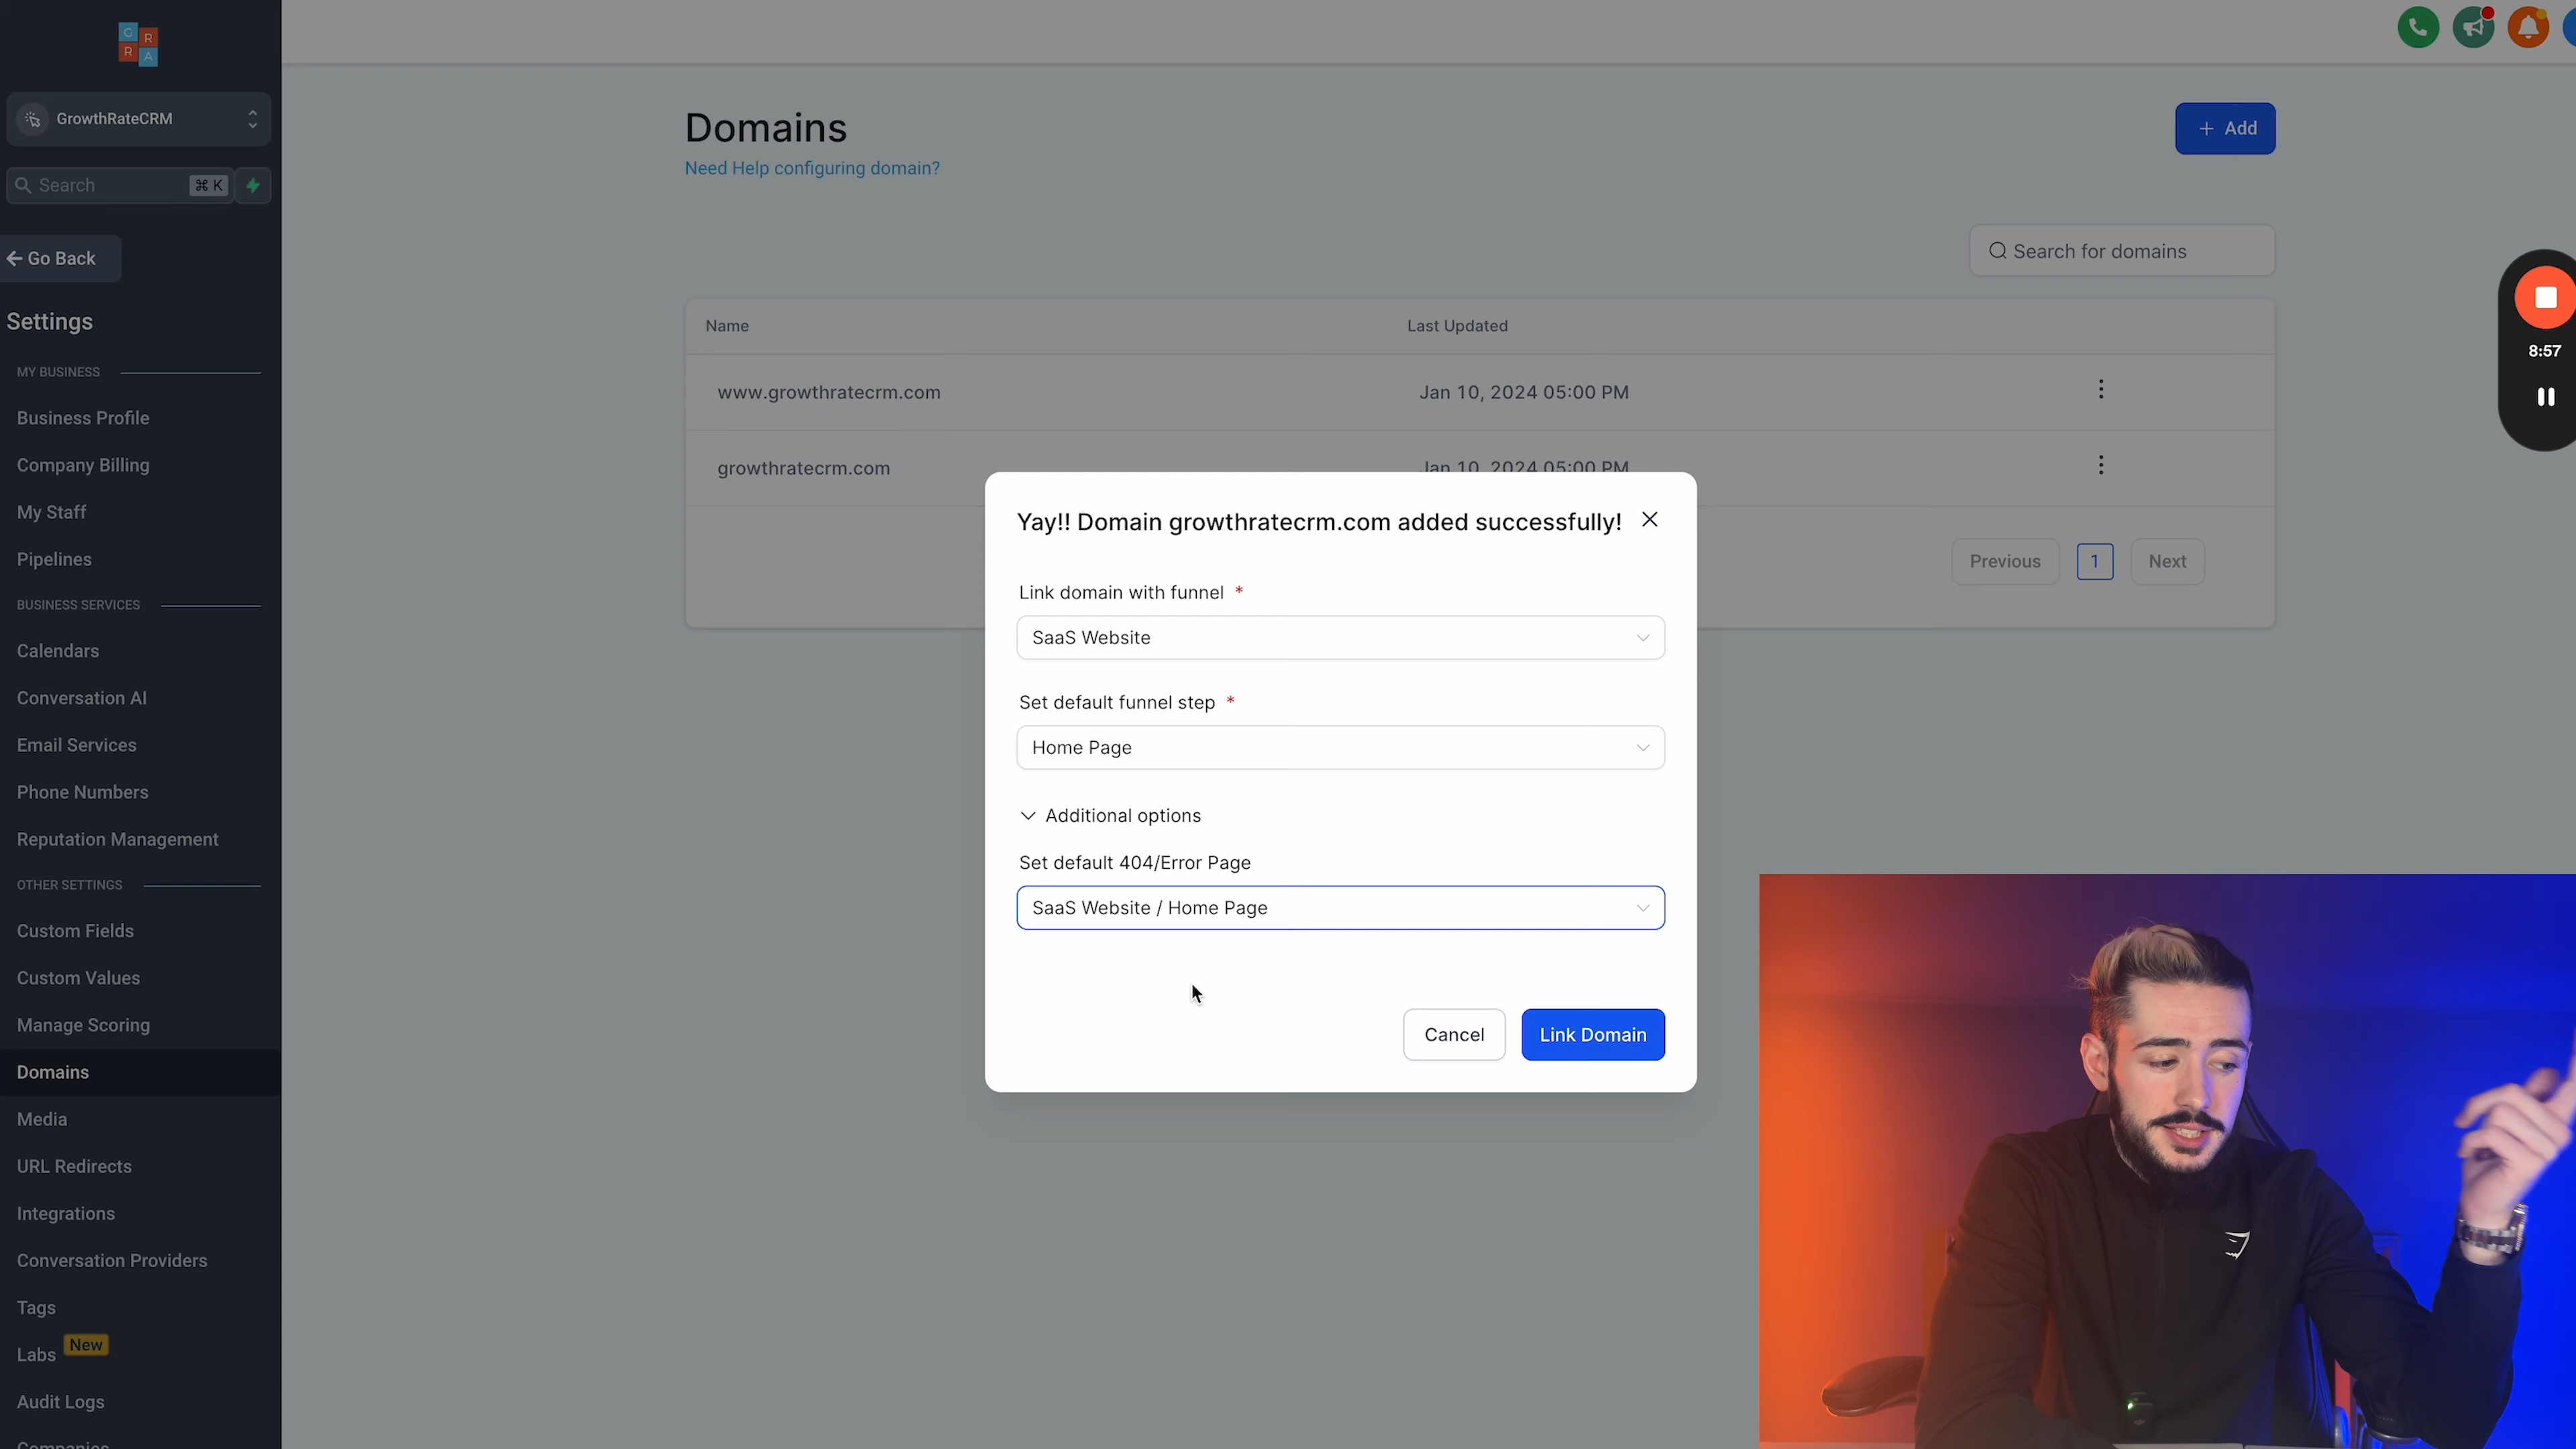 G R
R A
GrowthRateCRM
Search ⌘ K
Go Back
Settings
MY BUSINESS
Business Profile
Company Billing
My Staff
Pipelines
BUSINESS SERVICES
Calendars
Conversation AI
Email Services
Phone Numbers
Reputation Management
OTHER SETTINGS
Custom Fields
Custom Values
Manage Scoring
Domains
Media
URL Redirects
Integrations
Conversation Providers
Tags
Labs New
Audit Logs
Companies
Domains
Need Help configuring domain?
+ Add
Search for domains
Name Last Updated
www.growthratecrm.com Jan 10, 2024 05:00 PM
growthratecrm.com Jan 10, 2024 05:00 PM
Previous 1 Next
Yay!! Domain growthratecrm.com added successfully!
Link domain with funnel *
SaaS Website
Set default funnel step *
Home Page
Additional options
Set default 404/Error Page
SaaS Website / Home Page
Cancel Link Domain
8:57